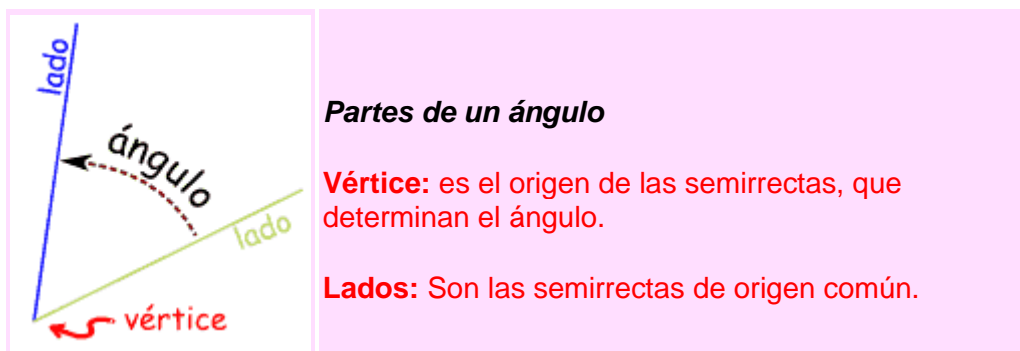 lado
ángulo
lado
vértice
Partes de un ángulo
Vértice: es el origen de las semirrectas, que
determinan el ángulo.
Lados: Son las semirrectas de origen común.